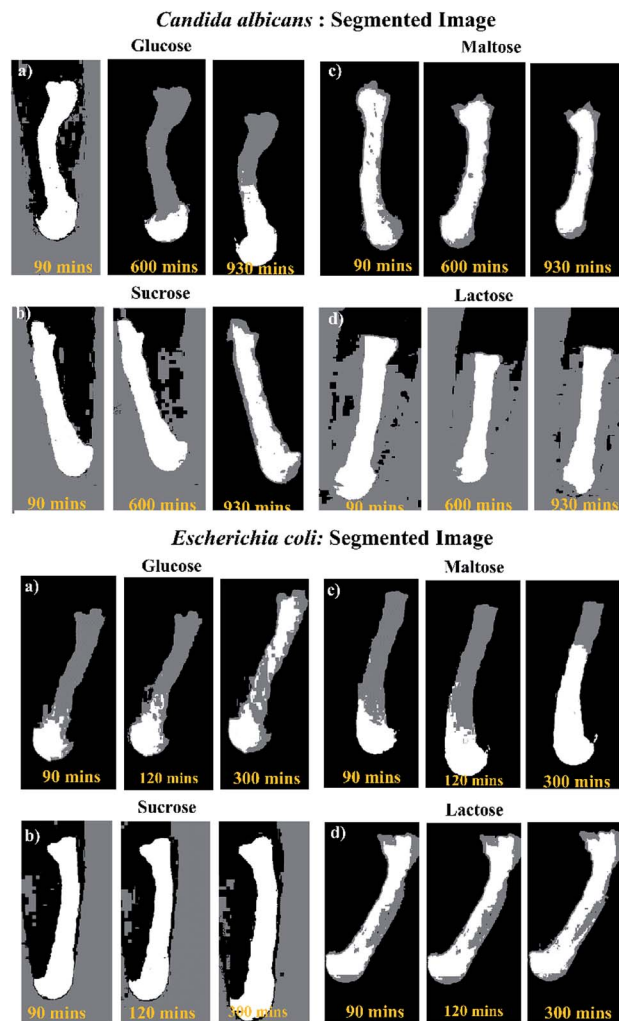 Candida albicans : Segmented Image
Glucose
Maltose
a)
c)
90 mins
600 mins
930 mins
90 mins
600 mins
930 mins
Sucrose
Lactose
b)
d)
90 mins
600 mins
930 mins
90 mins
600 mins
930 mins
Escherichia coli: Segmented Image
Glucose
Maltose
a)
c)
90 mins
120 mins
300 mins
90 mins
120 mins
300 mins
Sucrose
Lactose
b)
d)
90 mins
120 mins
300 mins
90 mins
120 mins
300 mins